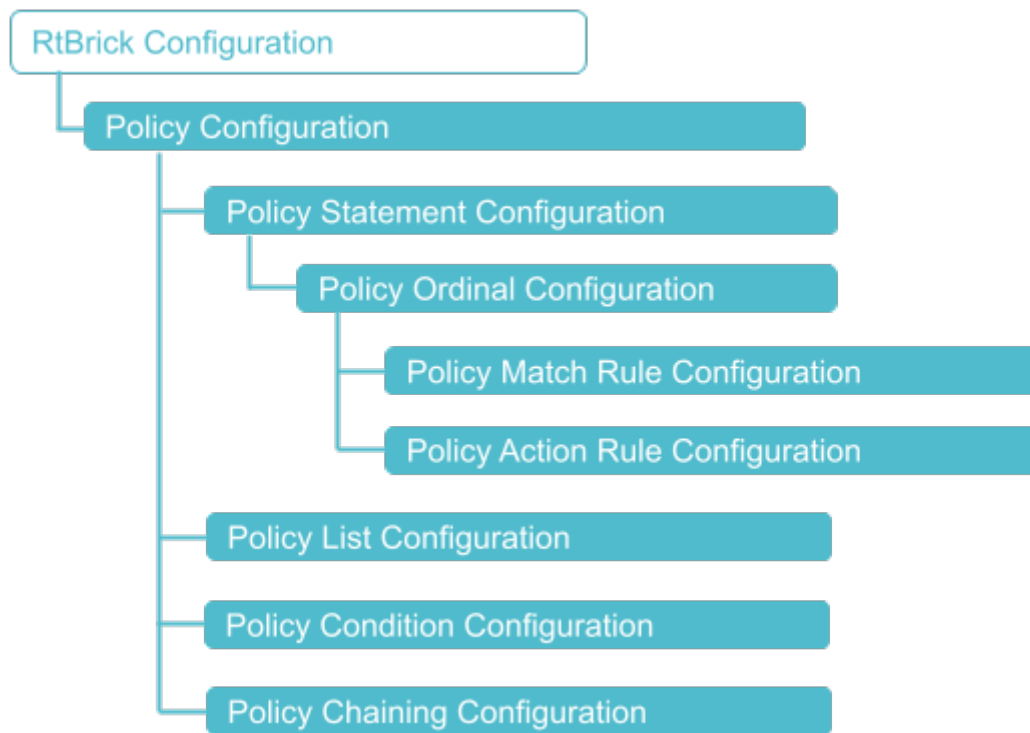 RtBrick Configuration
Policy Configuration
Policy Statement Configuration
Policy Ordinal Configuration
Policy Match Rule Configuration
Policy Action Rule Configuration
Policy List Configuration
Policy Condition Configuration
Policy Chaining Configuration